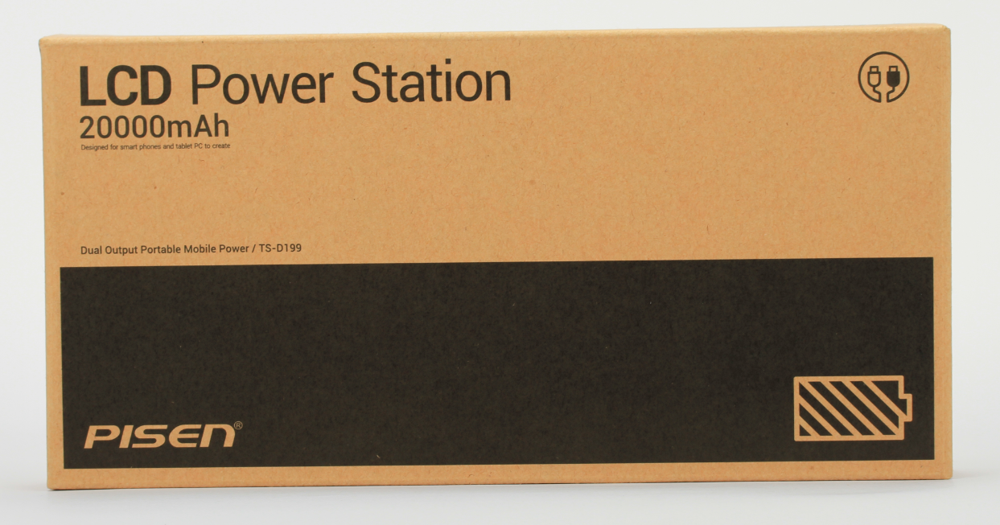 LCD Power Station
20000mAh
Designed for smart phones and tablet PC to create
Dual Output Portable Mobile Power / TS-D199
PISEN®